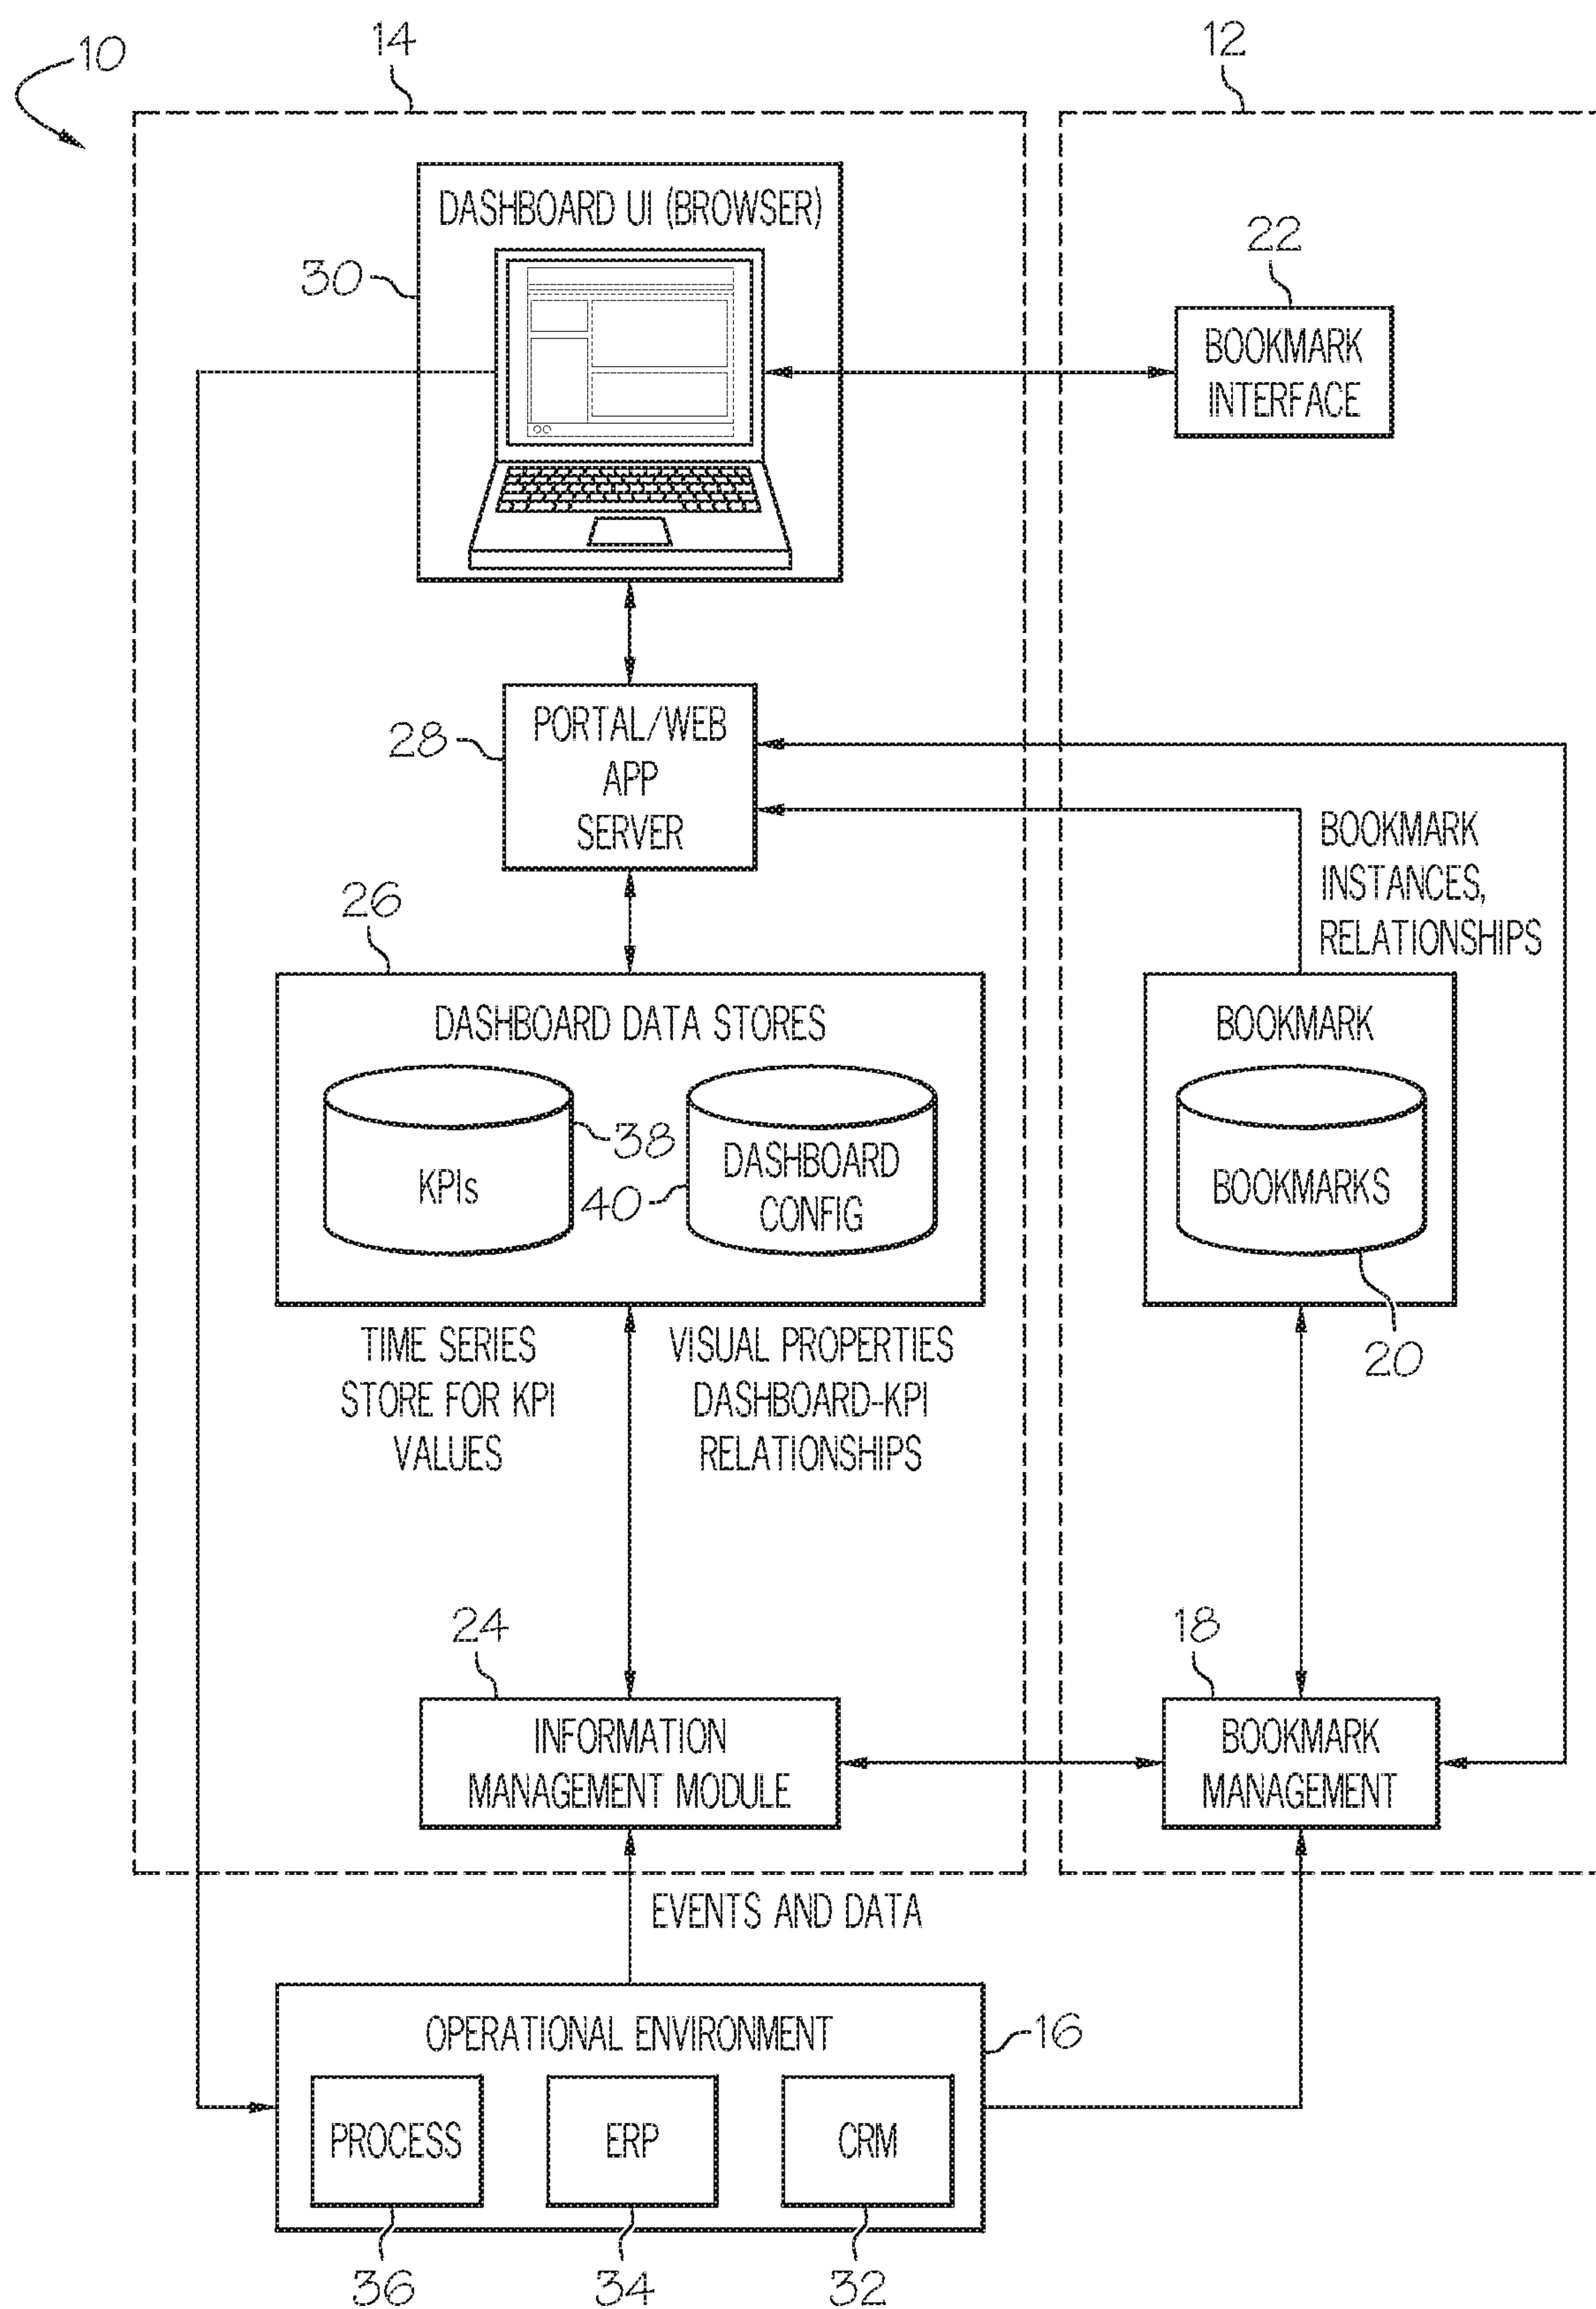 10
14
12
DASHBOARD UI (BROWSER)
30
22
BOOKMARK
INTERFACE
28
PORTAL/WEB
APP
SERVER
BOOKMARK
INSTANCES,
RELATIONSHIPS
26
DASHBOARD DATA STORES
KPIs
38
40
DASHBOARD
CONFIG
BOOKMARK
BOOKMARKS
20
TIME SERIES
STORE FOR KPI
VALUES
VISUAL PROPERTIES
DASHBOARD-KPI
RELATIONSHIPS
24
INFORMATION
MANAGEMENT MODULE
18
BOOKMARK
MANAGEMENT
EVENTS AND DATA
OPERATIONAL ENVIRONMENT
16
PROCESS
ERP
CRM
36
34
32